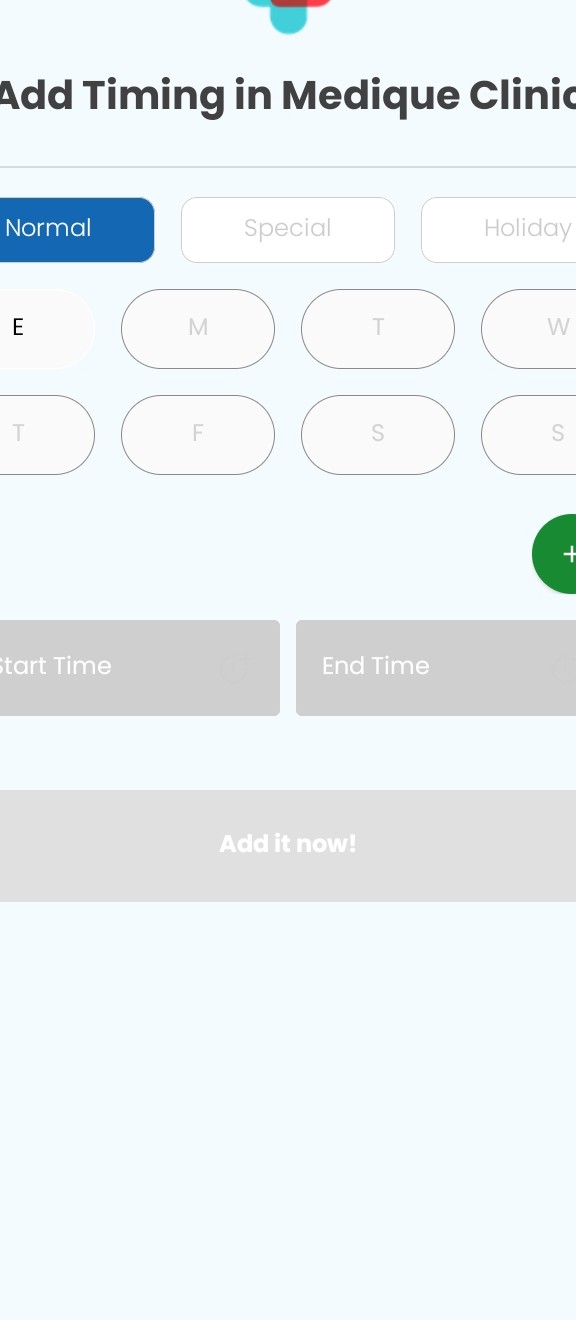 Add Timing in Medique Clinic
Normal Special Holiday
E M T W
T F S S
+
Start Time End Time
Add it now!